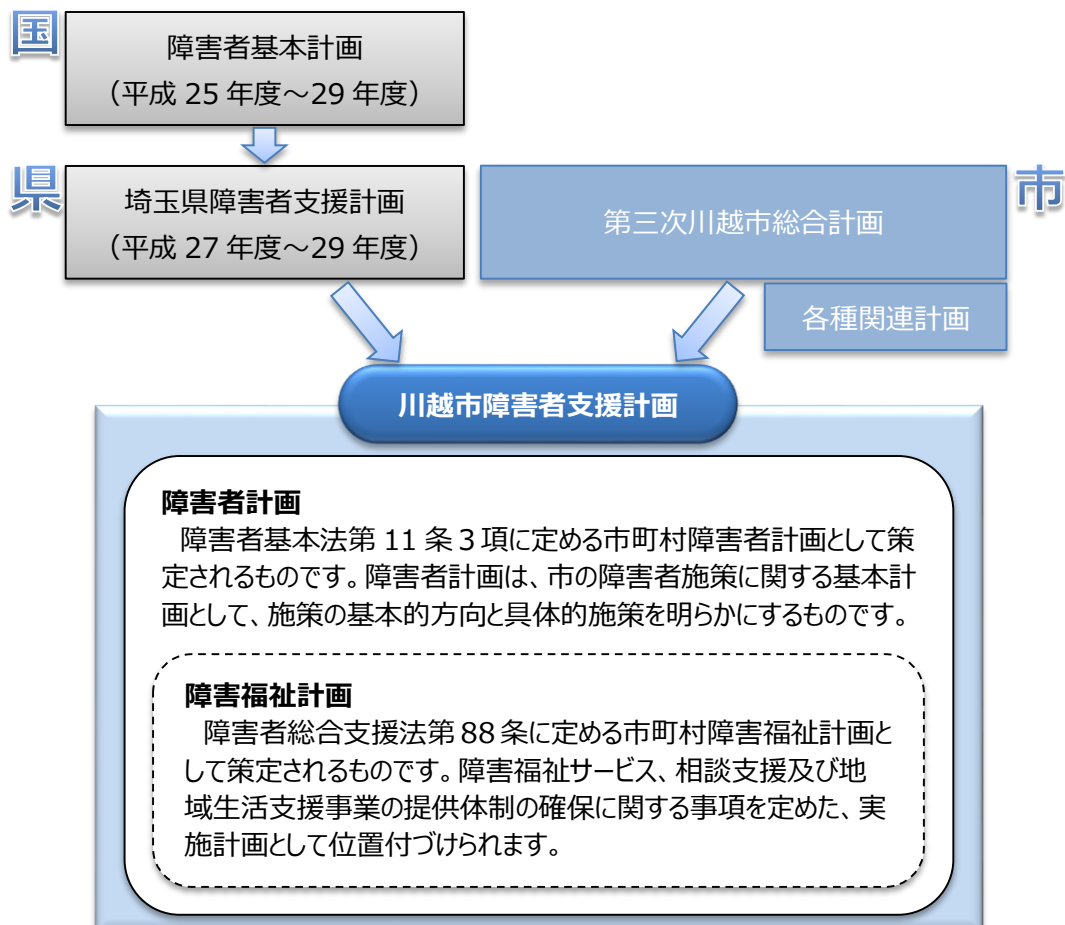 国
障害者基本計画
（平成 25 年度～29 年度）
県
埼玉県障害者支援計画
（平成 27 年度～29 年度）
市
第三次川越市総合計画
各種関連計画
川越市障害者支援計画
障害者計画
障害者基本法第 11 条 3 項に定める市町村障害者計画として策
定されるものです。障害者計画は、市の障害者施策に関する基本計
画として、施策の基本的方向と具体的施策を明らかにするものです。
障害福祉計画
障害者総合支援法第 88 条に定める市町村障害福祉計画と
して策定されるものです。障害福祉サービス、相談支援及び地
域生活支援事業の提供体制の確保に関する事項を定めた、実
施計画として位置付づけられます。